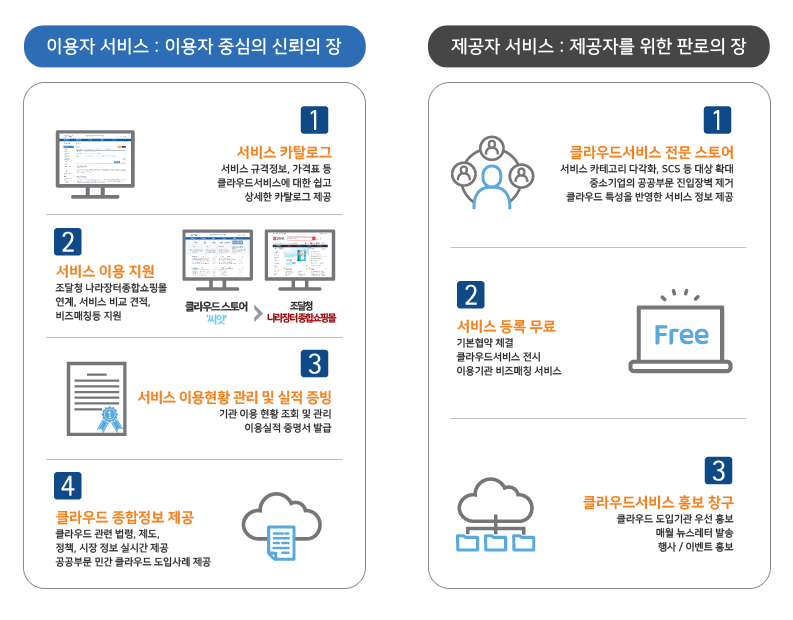 이용자 서비스 : 이용자 중심의 신뢰의 장
1
서비스 카탈로그
서비스 규격정보, 가격표 등
클라우드서비스에 대한 쉽고
상세한 카탈로그 제공
2
서비스 이용 지원
조달청 나라장터종합쇼핑몰
연계, 서비스 비교 견적,
비즈매칭등 지원
클라우드 스토어
'씨앗'
조달청
나라장터종합쇼핑몰
3
서비스 이용현황 관리 및 실적 증빙
기관 이용 현황 조회 및 관리
이용실적 증명서 발급
4
클라우드 종합정보 제공
클라우드 관련 법령, 제도,
정책, 시장 정보 실시간 제공
공공부문 민간 클라우드 도입사례 제공
제공자 서비스 : 제공자를 위한 판로의 장
1
클라우드서비스 전문 스토어
서비스 카테고리 다각화, SCS 등 대상 확대
중소기업의 공공부문 진입장벽 제거
클라우드 특성을 반영한 서비스 정보 제공
2
서비스 등록 무료
기본협약 체결
클라우드서비스 전시
이용기관 비즈매칭 서비스
Free
3
클라우드서비스 홍보 창구
클라우드 도입기관 우선 홍보
매월 뉴스레터 발송
행사 / 이벤트 홍보